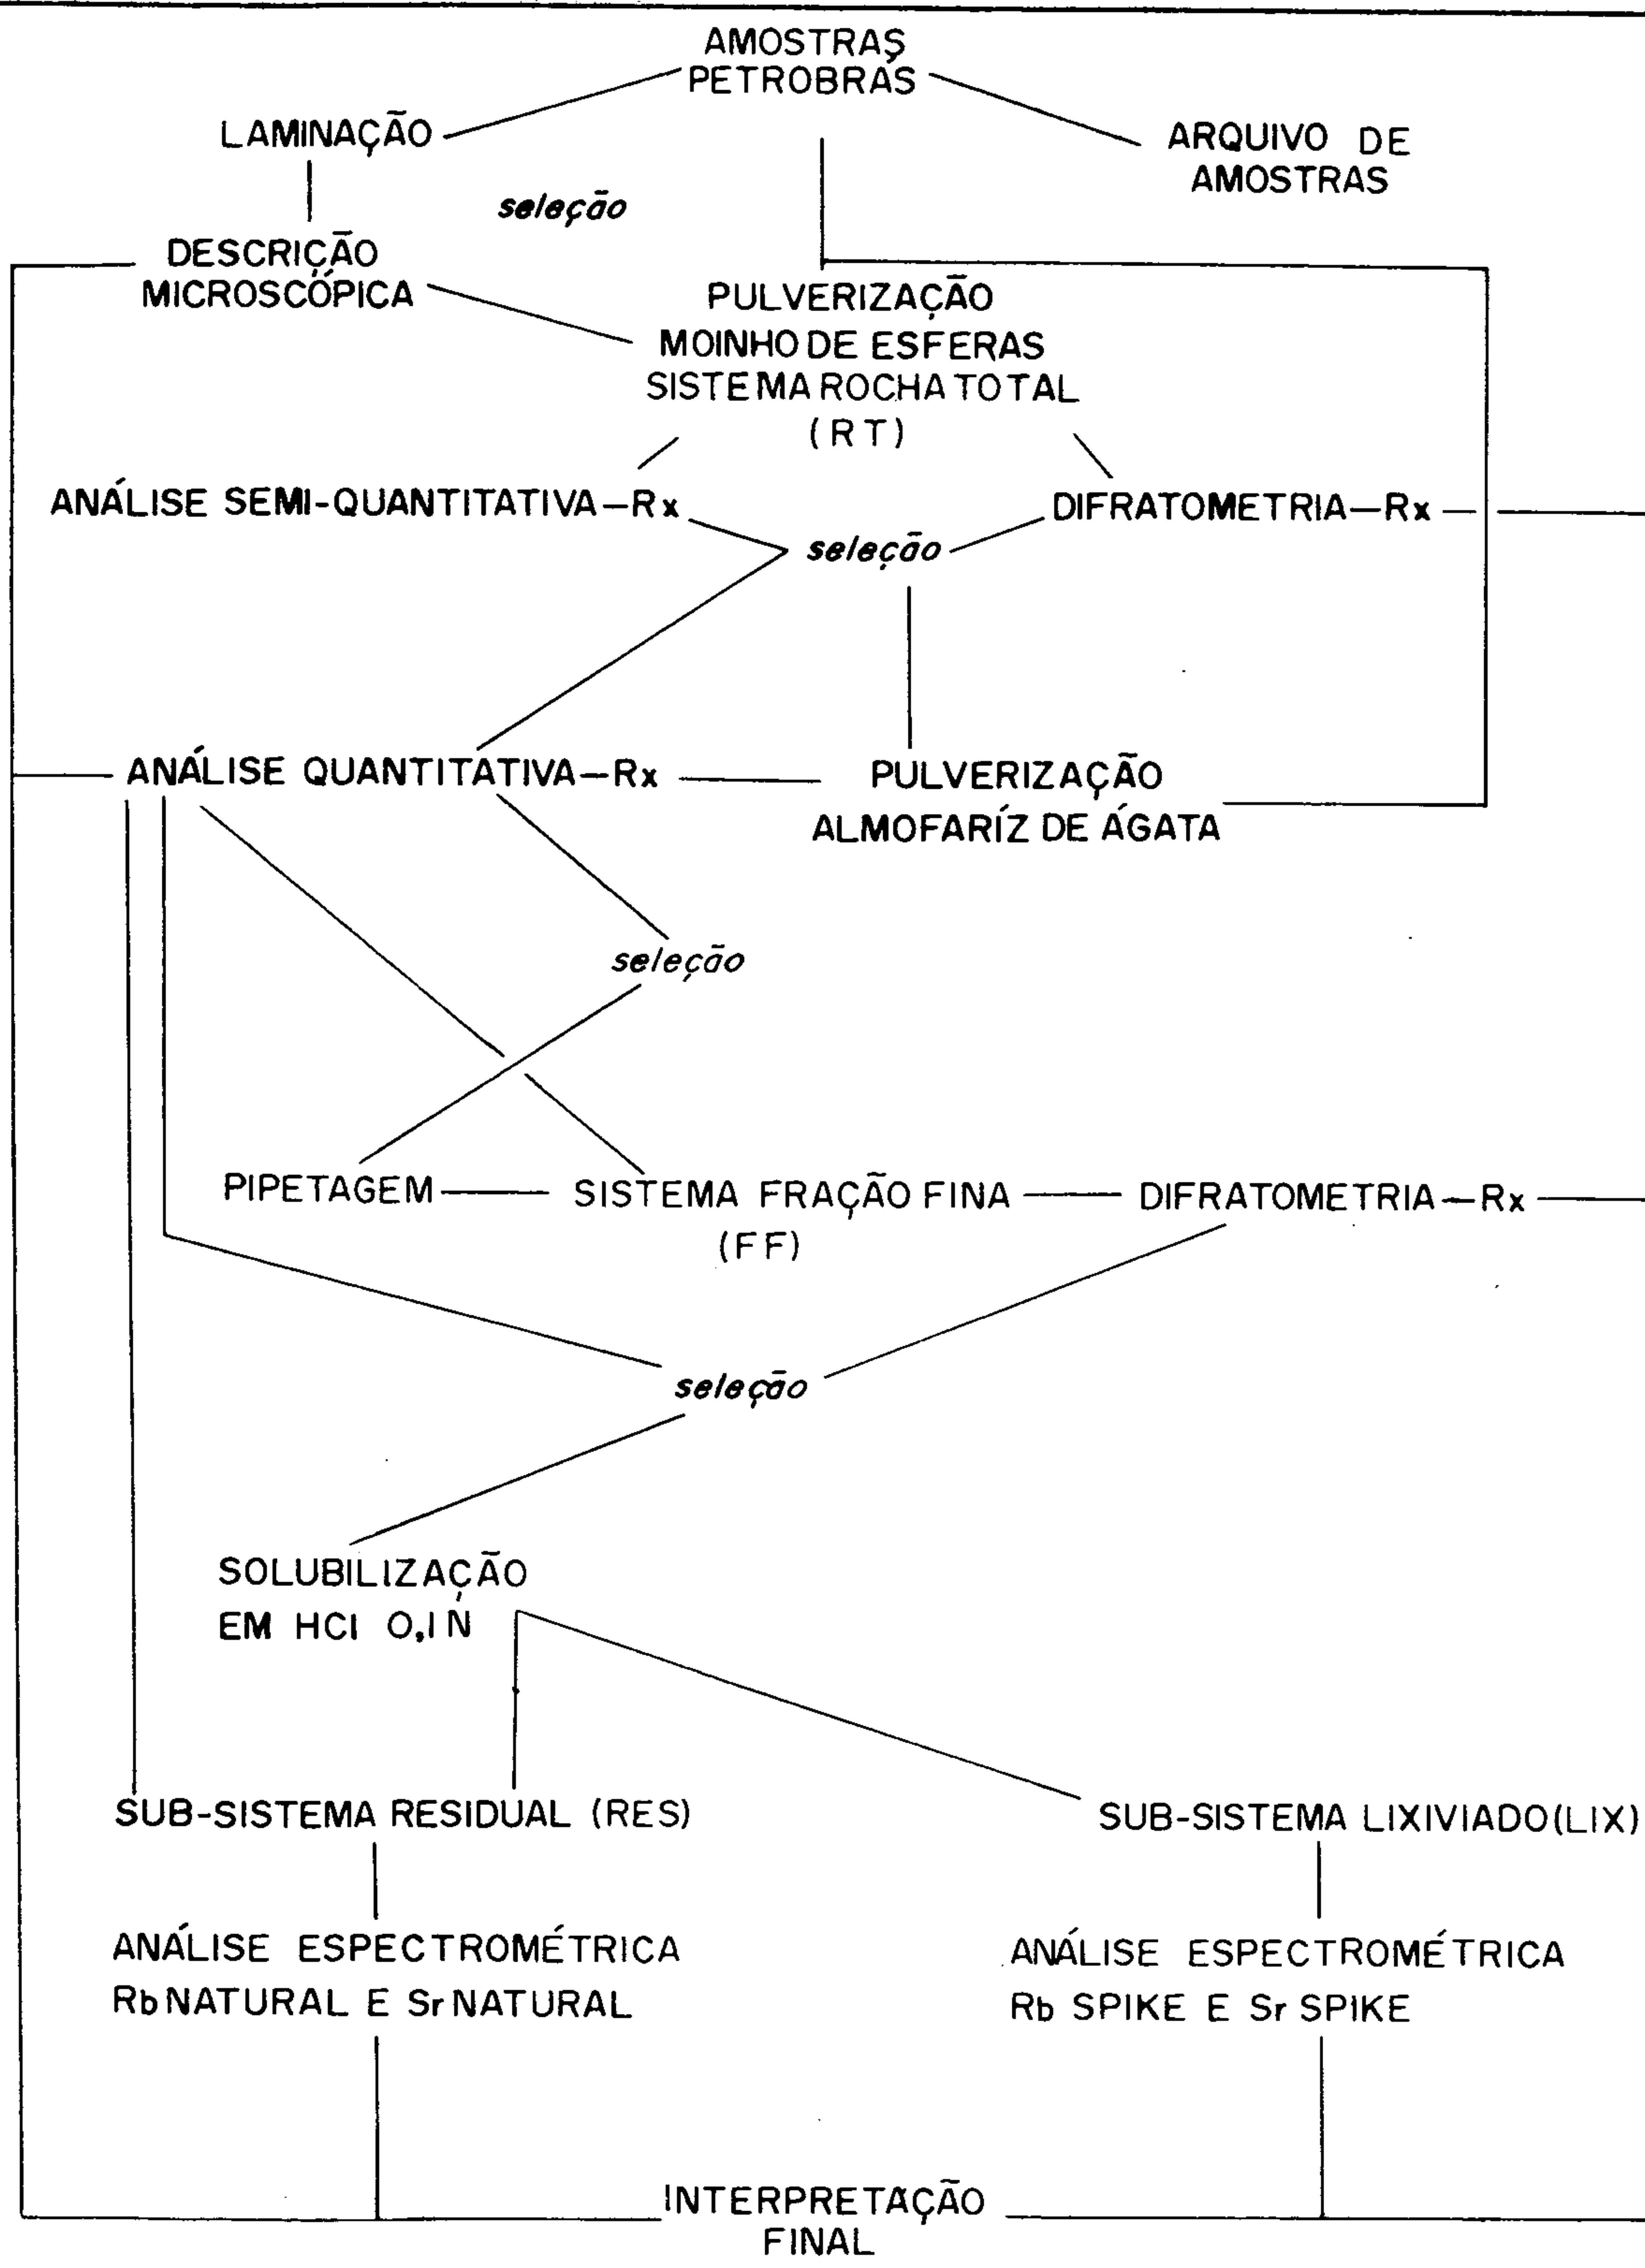 AMOSTRAS
PETROBRÁS
LAMINAÇÃO
ARQUIVO DE
AMOSTRAS
seleção
DESCRIÇÃO
MICROSCÓPICA
PULVERIZAÇÃO
MOINHO DE ESFERAS
SISTEMA ROCHA TOTAL
(RT)
ANÁLISE SEMI-QUANTITATIVA-Rx
DIFRATOMETRIA-Rx
seleção
ANÁLISE QUANTITATIVA-Rx
PULVERIZAÇÃO
ALMOFARÍZ DE ÁGATA
seleção
PIPETAGEM
SISTEMA FRAÇÃO FINA
(FF)
DIFRATOMETRIA-Rx
seleção
SOLUBILIZAÇÃO
EM HCl 0,1N
SUB-SISTEMA RESIDUAL (RES)
SUB-SISTEMA LIXIVIADO(LIX)
ANÁLISE ESPECTROMÉTRICA
Rb NATURAL E Sr NATURAL
ANÁLISE ESPECTROMÉTRICA
Rb SPIKE E Sr SPIKE
INTERPRETAÇÃO
FINAL